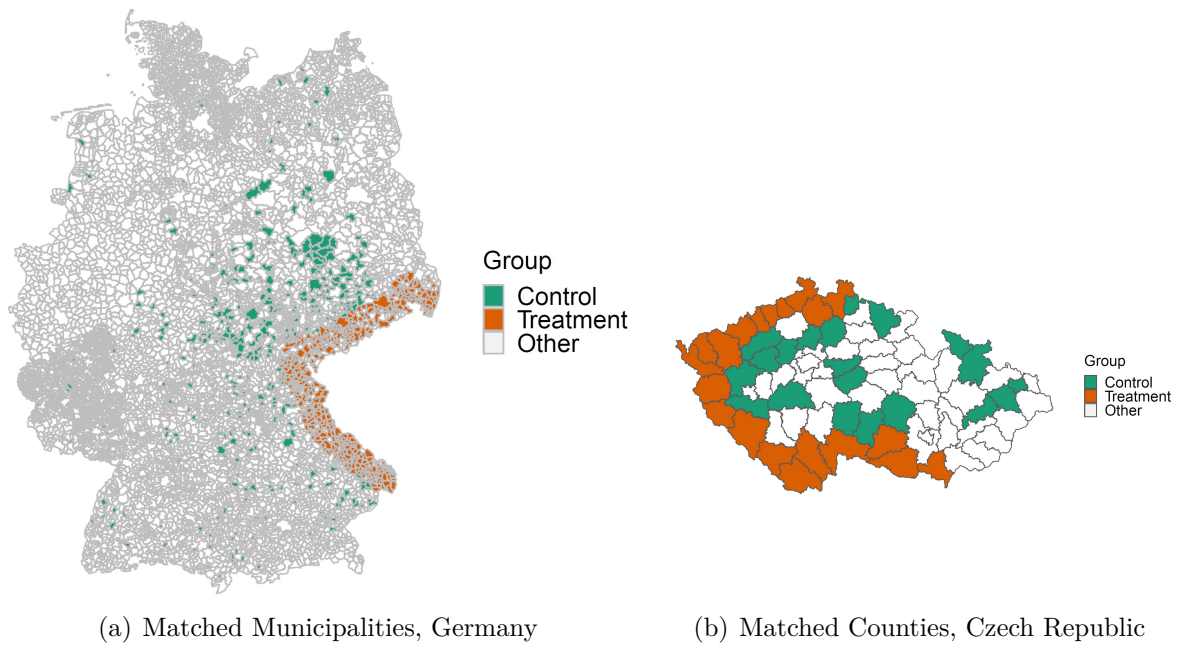 Group
Control
Treatment
Other
Group
Control
Treatment
Other
(a) Matched Municipalities, Germany
(b) Matched Counties, Czech Republic